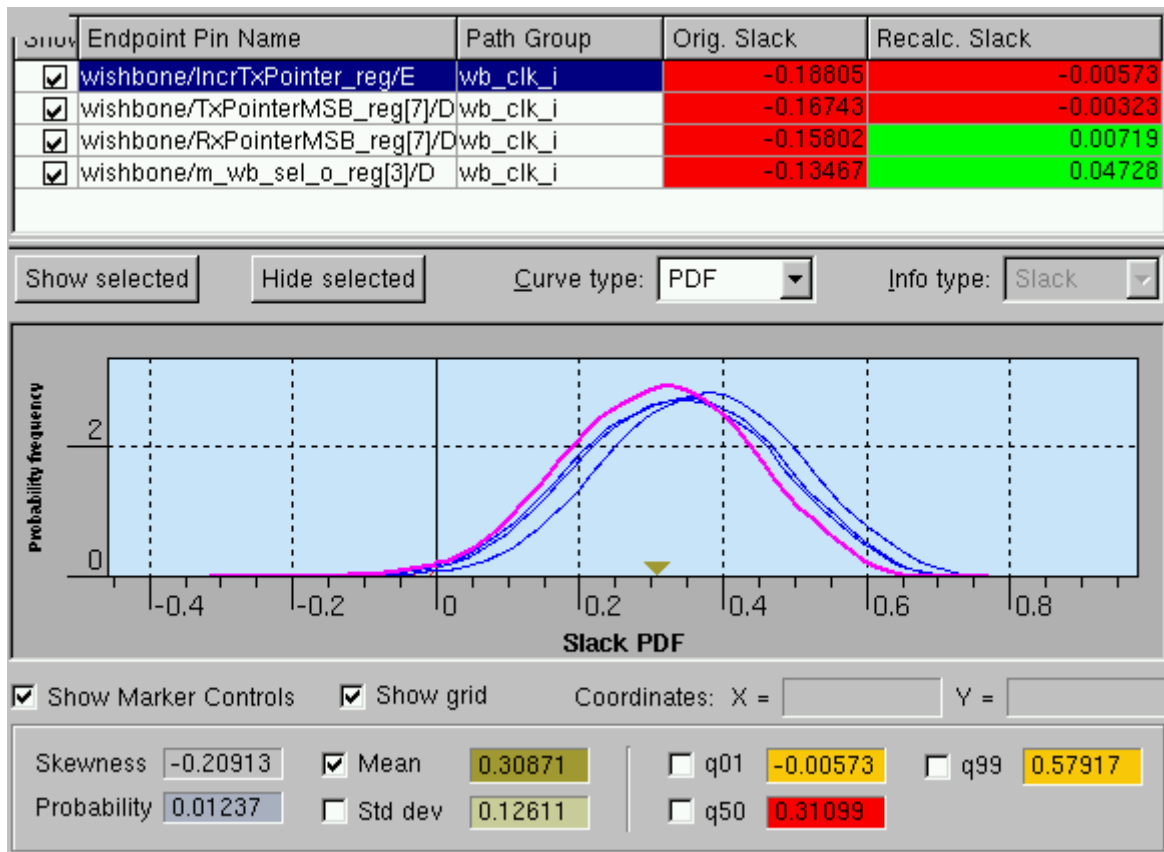 Show Endpoint Pin Name Path Group Orig. Slack Recalc. Slack
wishbone/IncrTxPointer_reg/E wb_clk_i -0.18805 -0.00573
wishbone/TxPointerMSB_reg[7]/D wb_clk_i -0.16743 -0.00323
wishbone/RxPointerMSB_reg[7]/D wb_clk_i -0.15802 0.00719
wishbone/m_wb_sel_o_reg[3]/D wb_clk_i -0.13467 0.04728
Show selected Hide selected Curve type: PDF Info type: Slack
Probability frequency
2
0
-0.4 -0.2 0 0.2 0.4 0.6 0.8
Slack PDF
Show Marker Controls Show grid Coordinates: X = Y =
Skewness -0.20913 Mean 0.30871 q01 -0.00573 q99 0.57917
Probability 0.01237 Std dev 0.12611 q50 0.31099